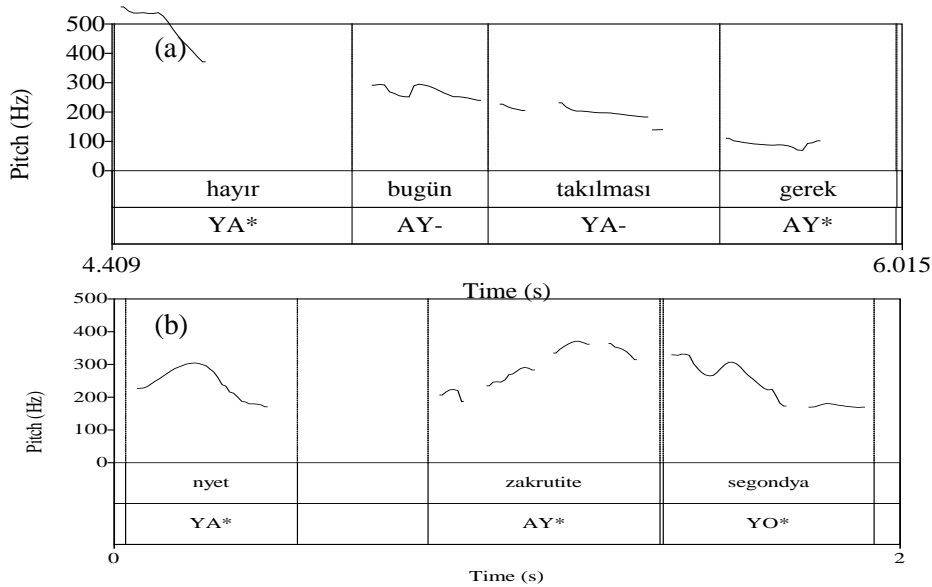 500
(a)
400
300
200
100
0
Pitch (Hz)
hayır bugün takılması gerek
YA* AY- YA- AY*
4.409 6.015
Time (s)
500
(b)
400
300
200
100
0
Pitch (Hz)
nyet zakrutite segondya
YA* AY* YO*
0 2
Time (s)